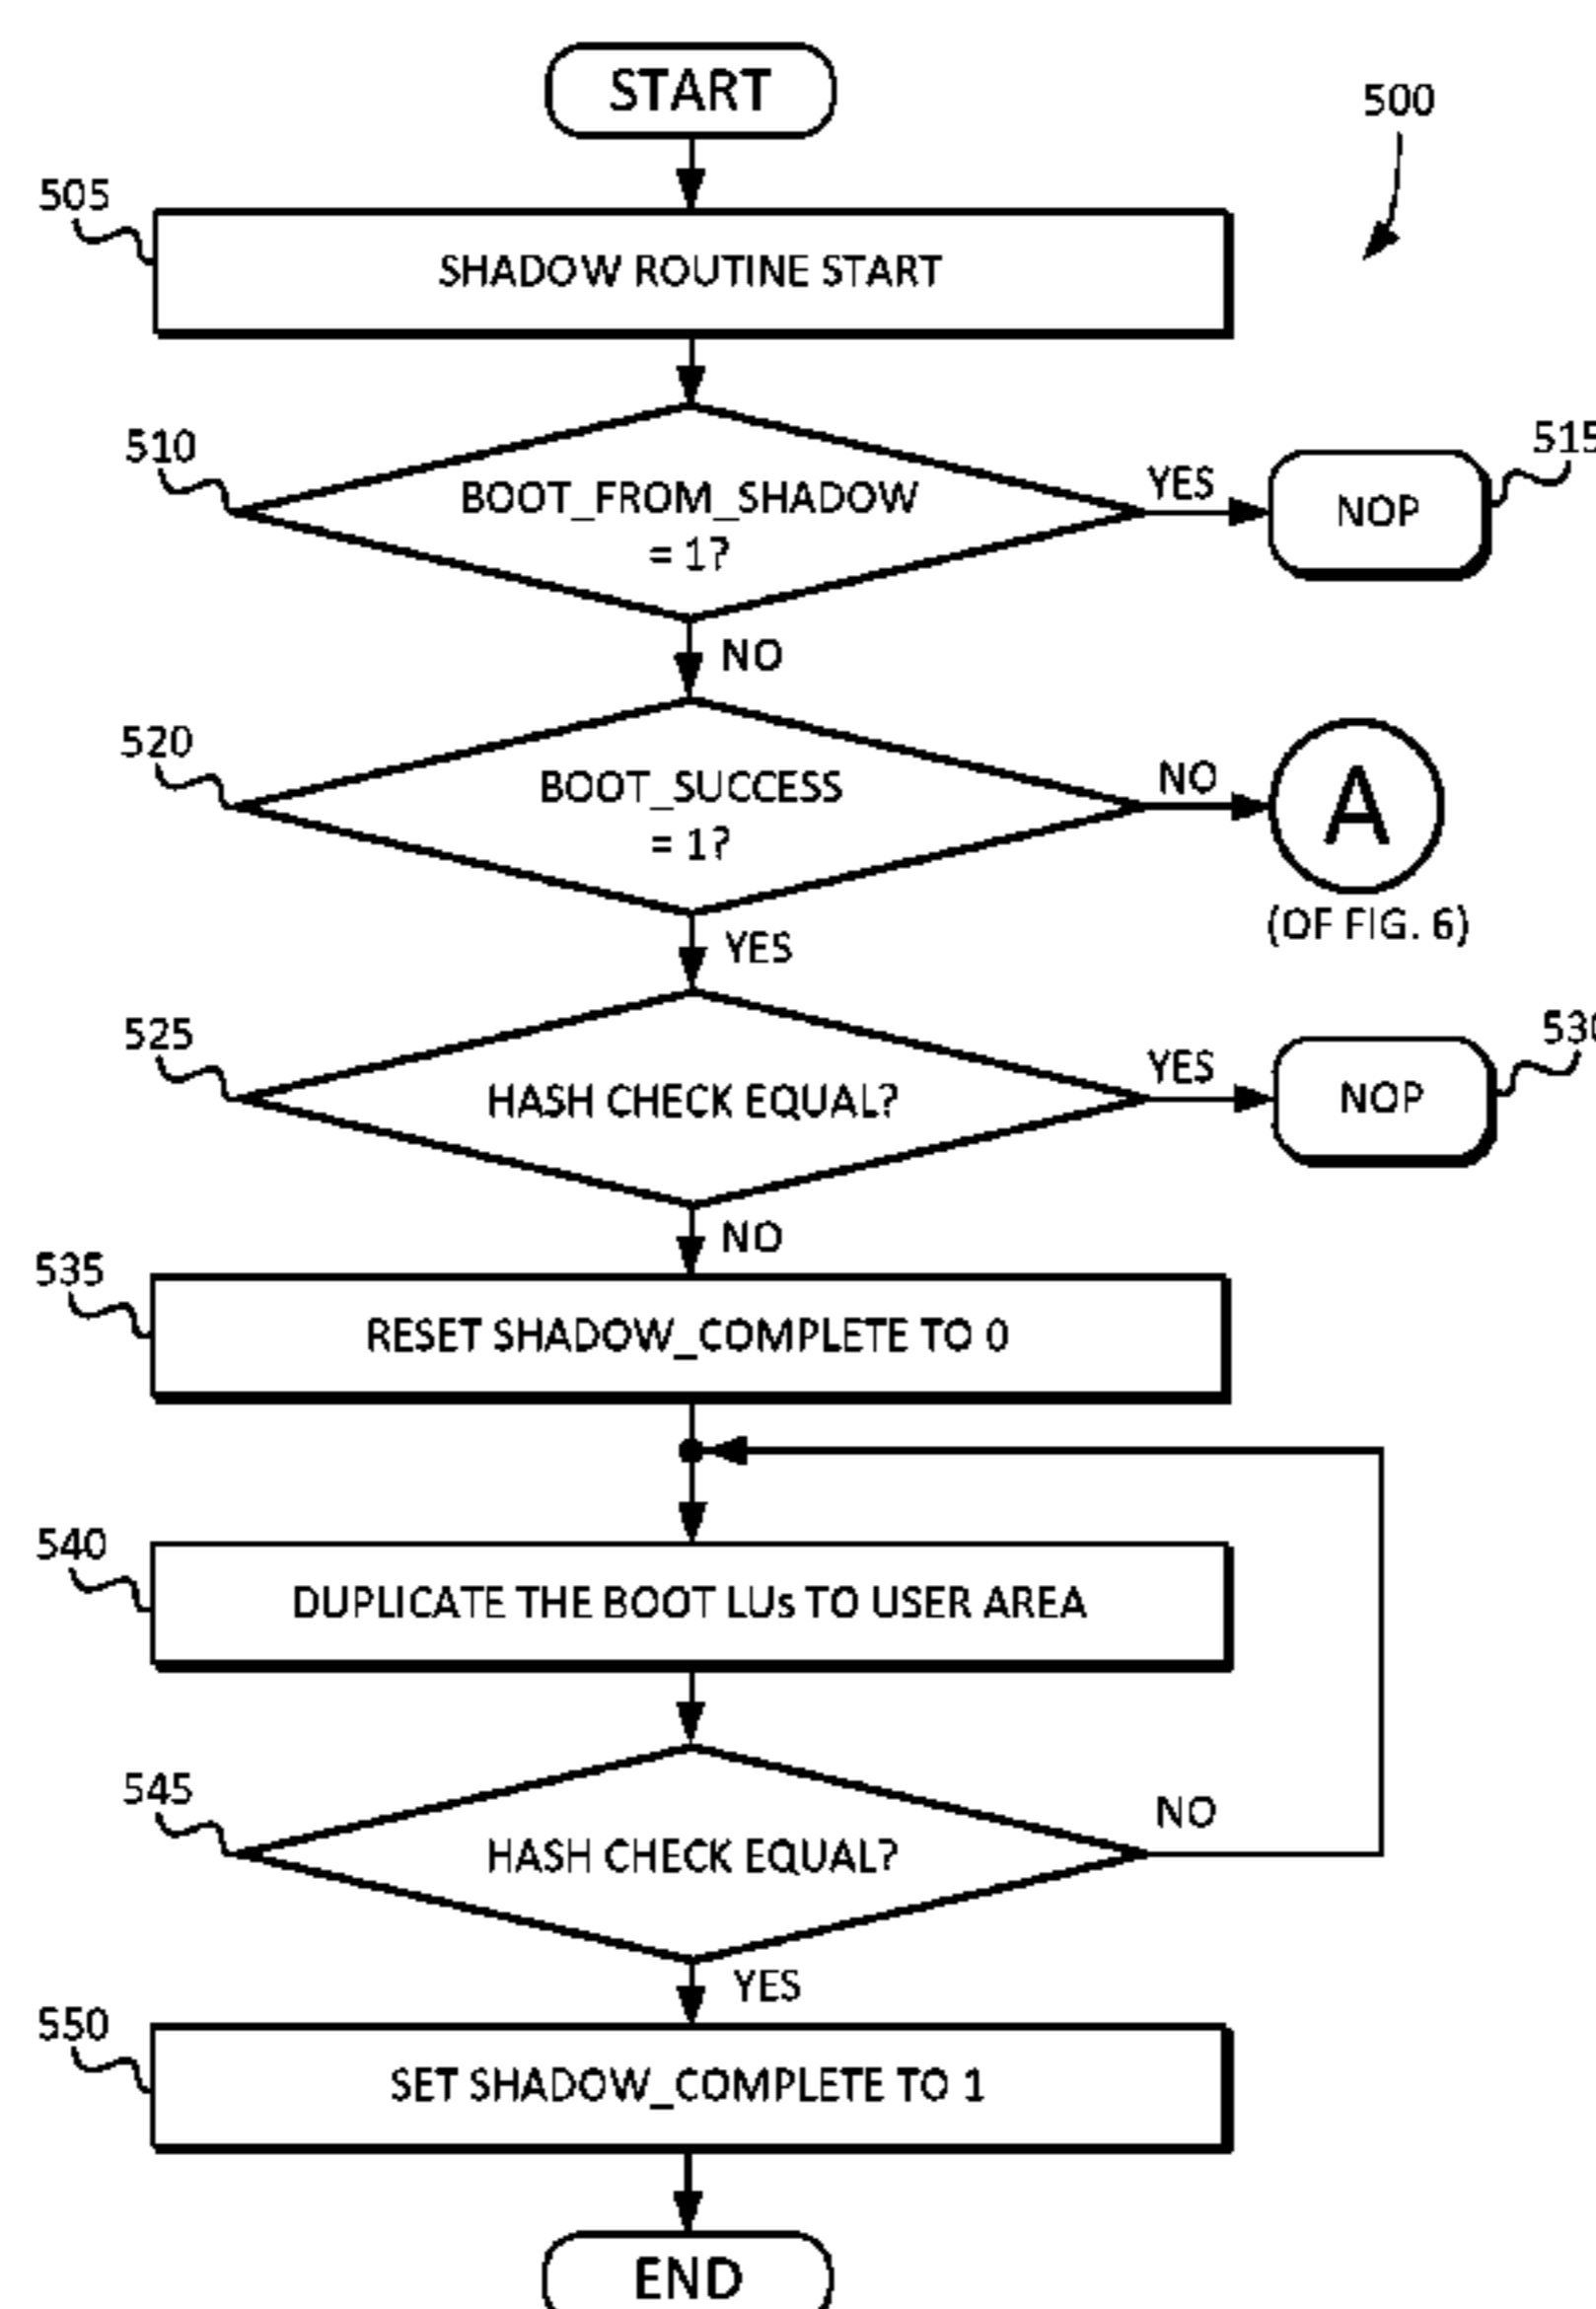 START
500
505
SHADOW ROUTINE START
510
BOOT_FROM_SHADOW
= 1?
YES
NOP
515
NO
520
BOOT_SUCCESS
= 1?
NO
A
(OF FIG. 6)
YES
525
HASH CHECK EQUAL?
YES
NOP
530
NO
535
RESET SHADOW_COMPLETE TO 0
540
DUPLICATE THE BOOT LUs TO USER AREA
545
HASH CHECK EQUAL?
NO
YES
550
SET SHADOW_COMPLETE TO 1
END